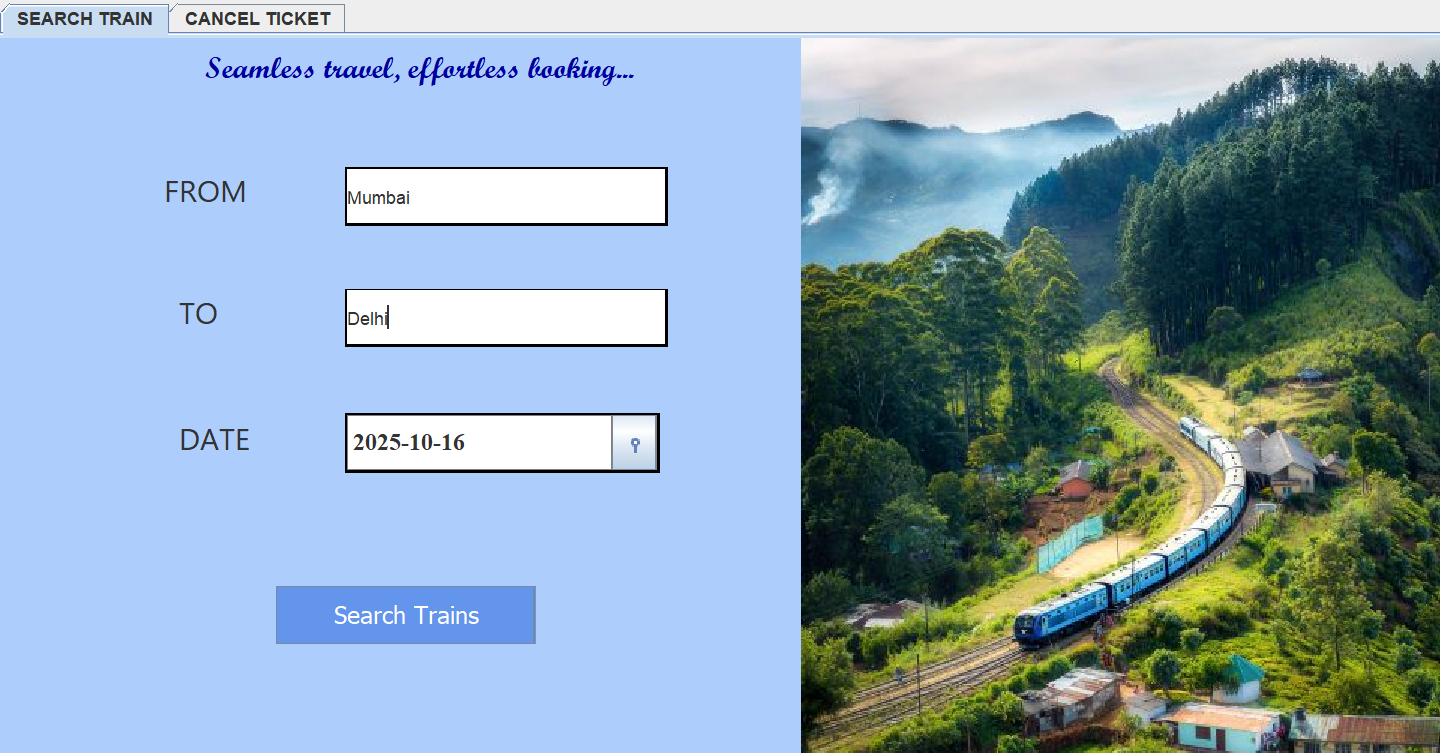 SEARCH TRAIN CANCEL TICKET
Seamless travel, effortless booking...
FROM Mumbai
TO Delhi
DATE 2025-10-16
Search Trains